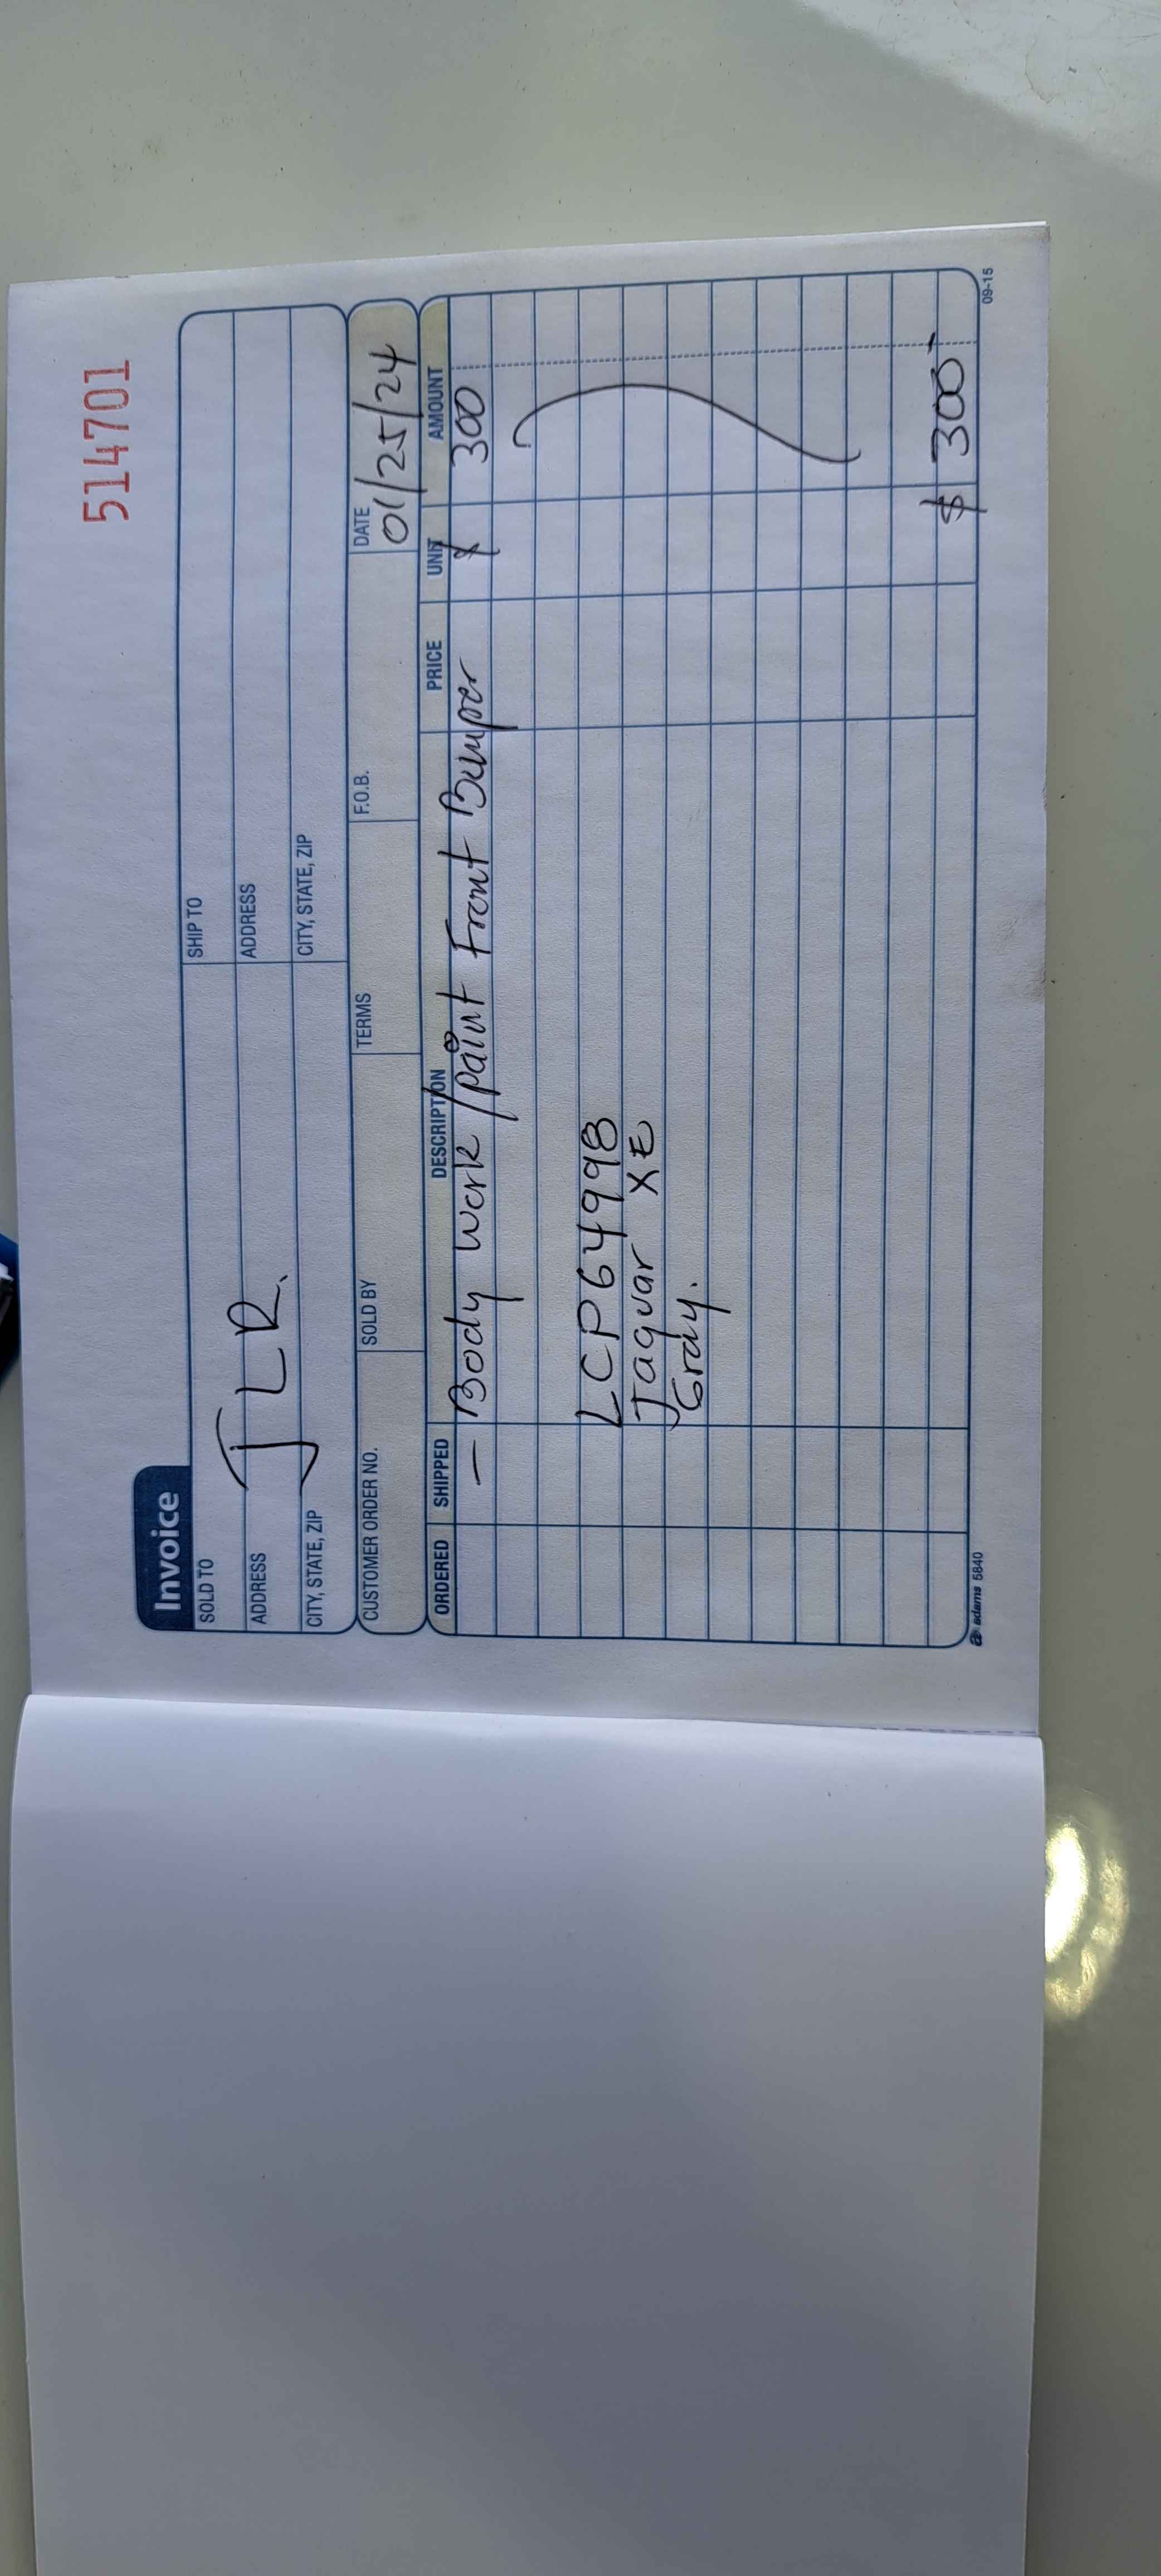 514701
Invoice
SOLD TO
SHIP TO
JLR.
ADDRESS
ADDRESS
CITY, STATE, ZIP
CITY, STATE, ZIP
CUSTOMER ORDER NO. SOLD BY TERMS F.O.B. DATE
01/25/24
ORDERED SHIPPED DESCRIPTION PRICE UNIT AMOUNT
— Body work/paint Front Bumper $ 300
LCP64998
Jaguar XE
Gray.
$ 300-
adams 5840
09-15